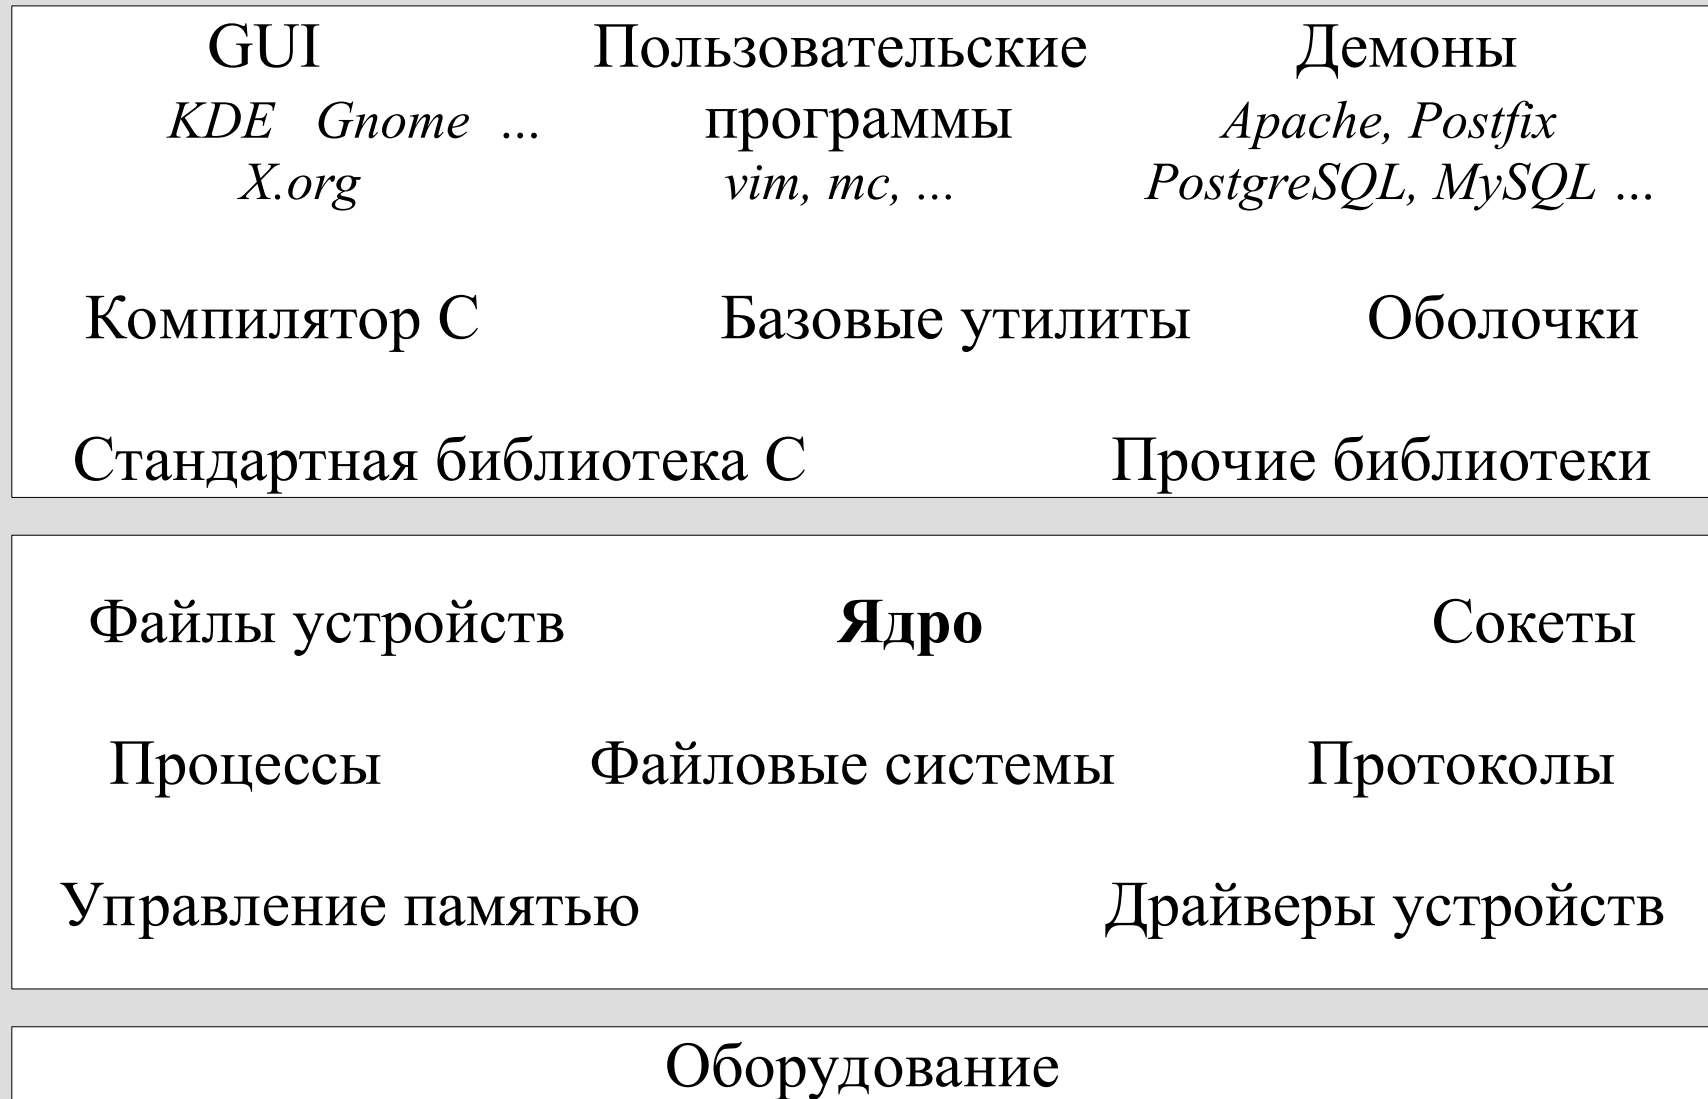 GUI Пользовательские Демоны
KDE Gnome ... программы Apache, Postfix
X.org vim, mc, ... PostgreSQL, MySQL ...
Компилятор C Базовые утилиты Оболочки
Стандартная библиотека C Прочие библиотеки
Файлы устройств Ядро Сокеты
Процессы Файловые системы Протоколы
Управление памятью Драйверы устройств
Оборудование